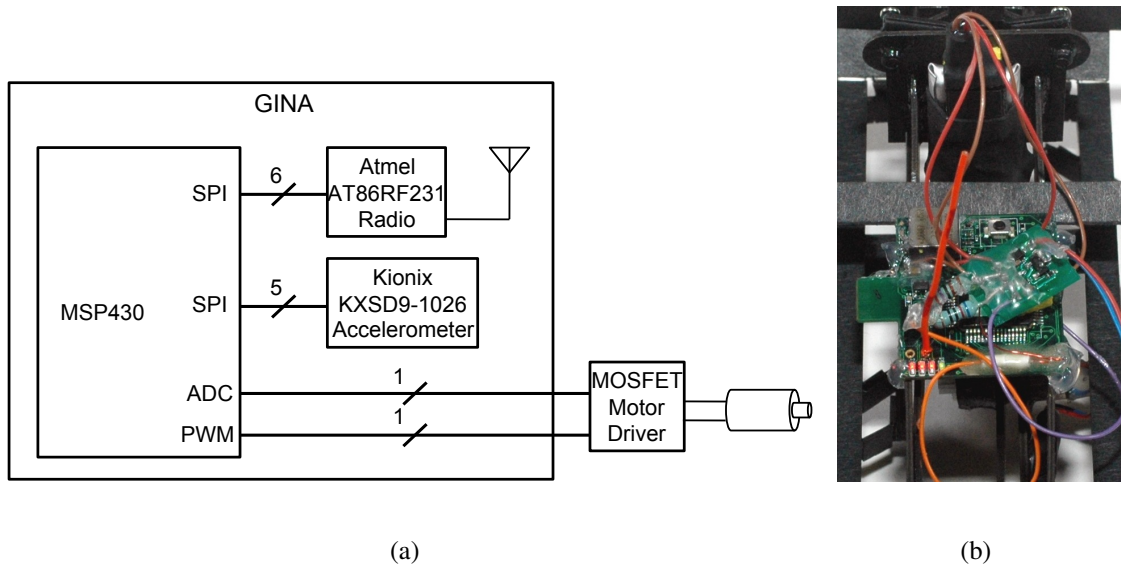 GINA
MSP430
SPI
6
Atmel
AT86RF231
Radio
SPI
5
Kionix
KXSD9-1026
Accelerometer
ADC
1
PWM
1
MOSFET
Motor
Driver
(a)
(b)